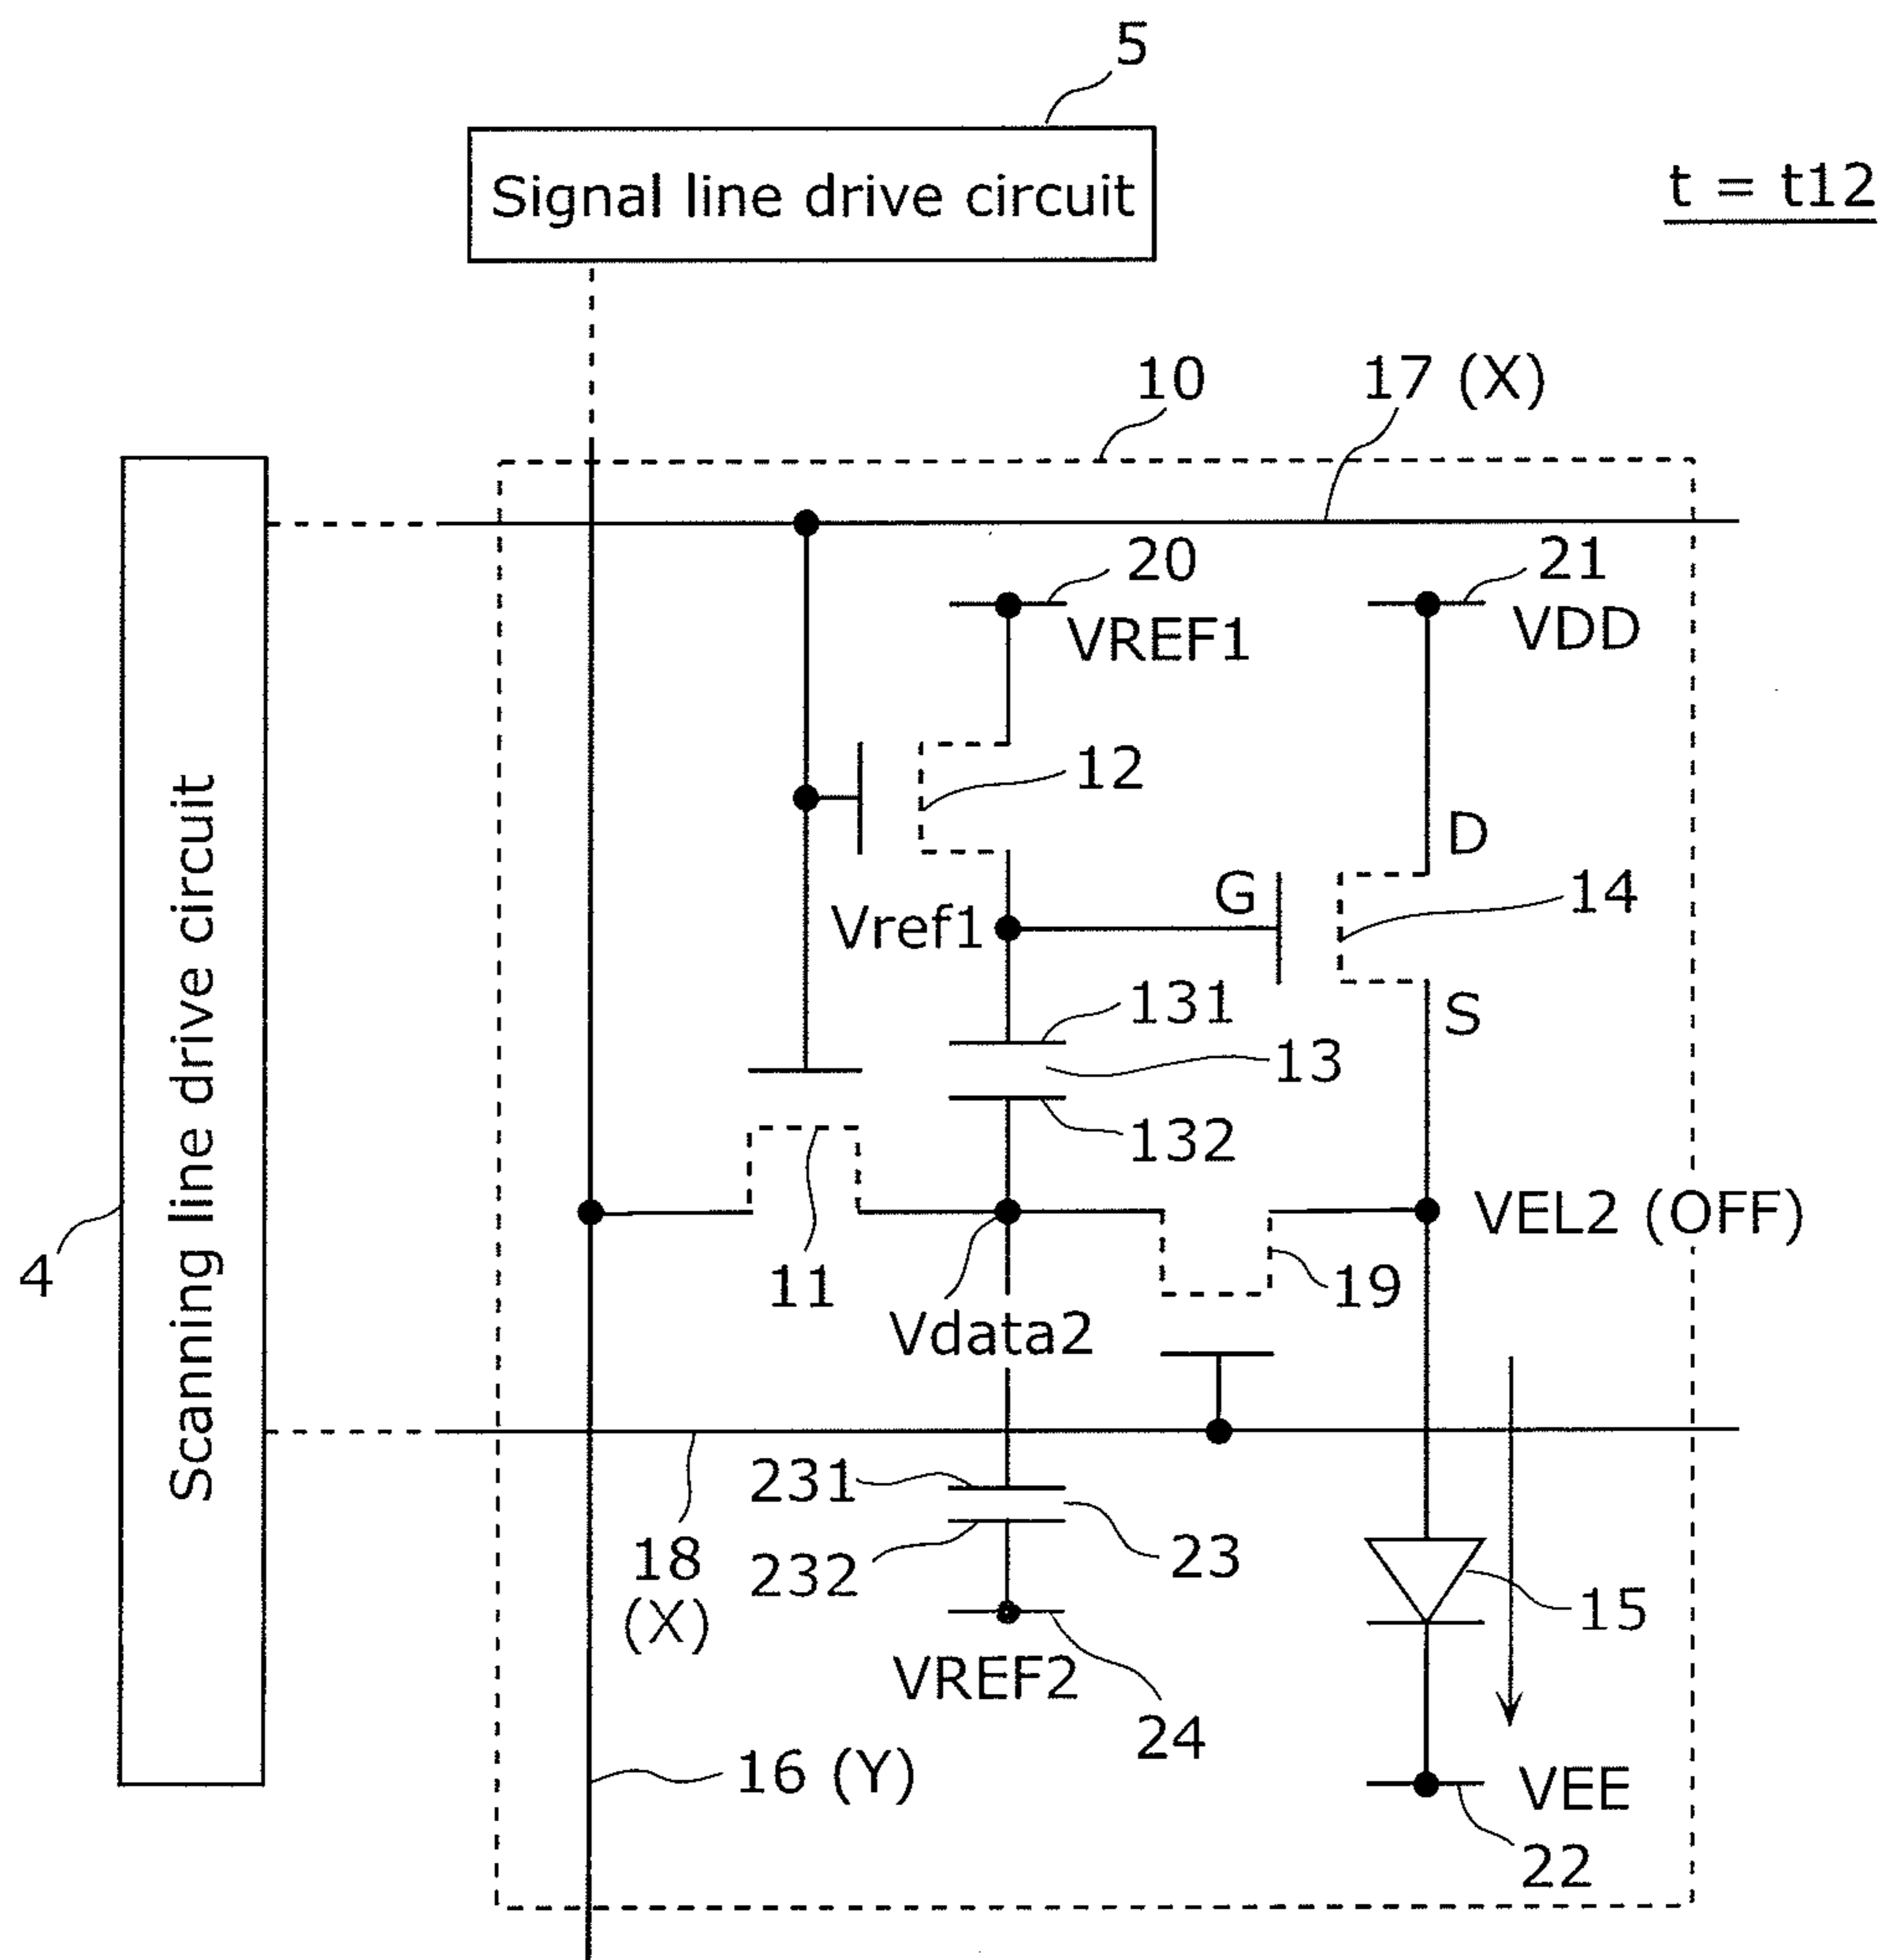 5
Signal line drive circuit
t = t12
10
17 (X)
20
21
VREF1
VDD
12
D
G
14
Vref1
S
131
13
132
Scanning line drive circuit
4
11
19
VEL2 (OFF)
Vdata2
231
18
(X)
232
23
15
VREF2
24
16 (Y)
VEE
22